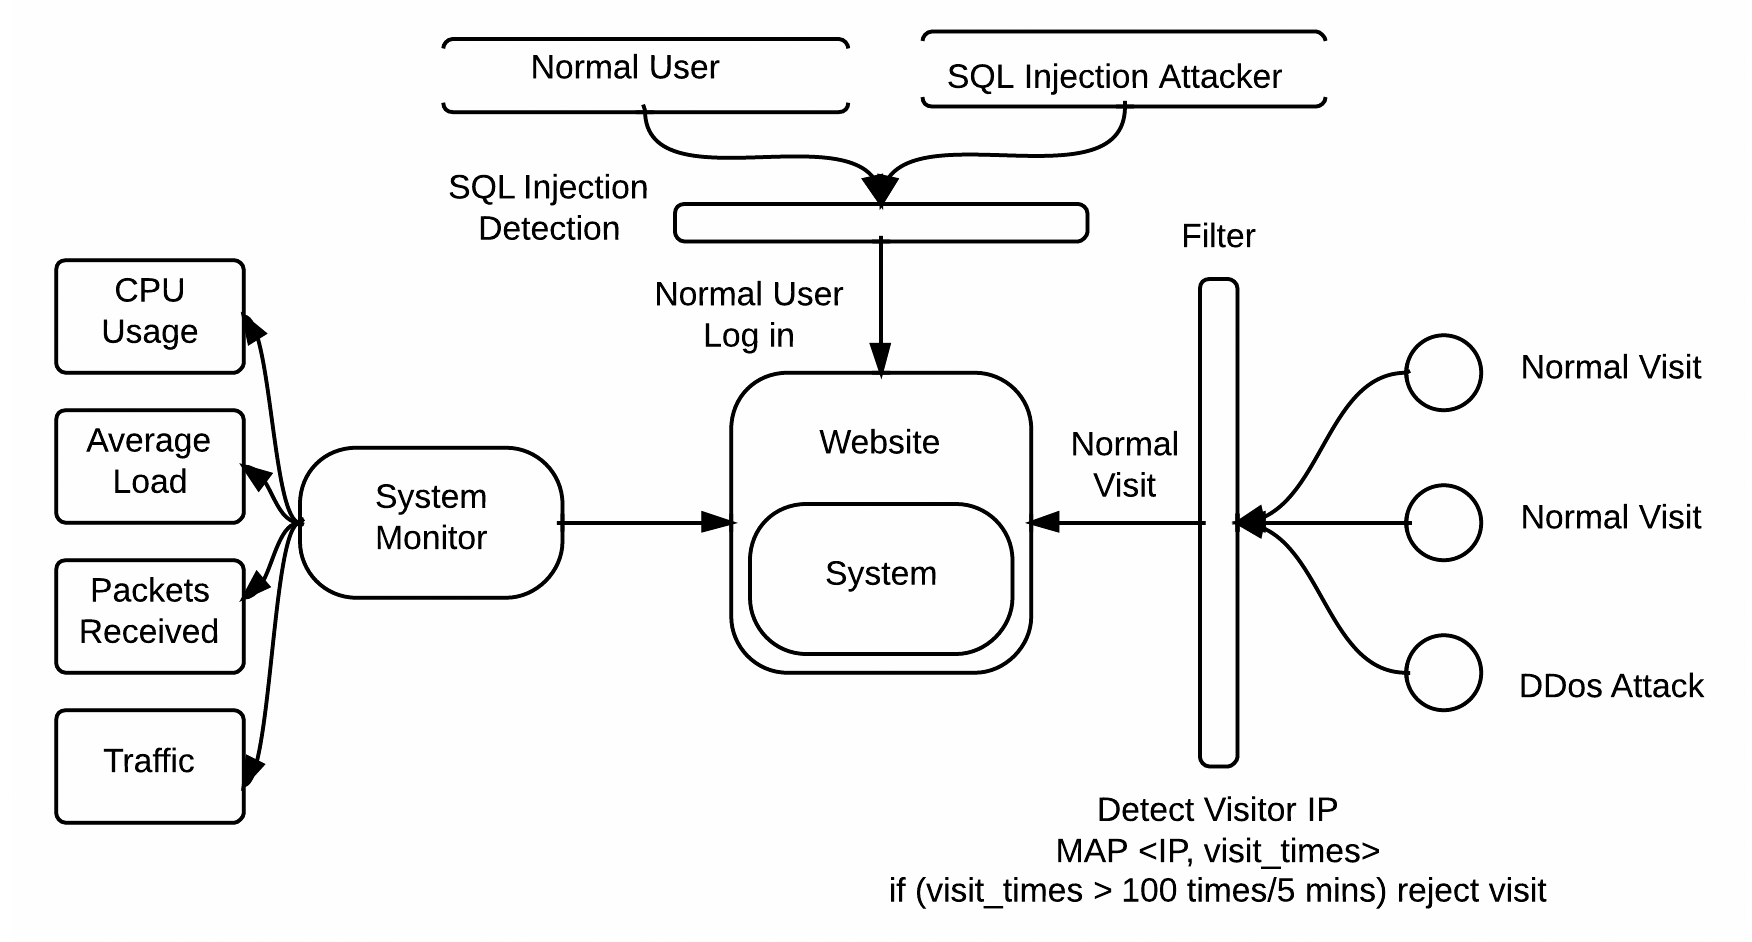 Normal User
SQL Injection Attacker
SQL Injection
Detection
Filter
Normal User
Log in
CPU
Usage
Average
Load
Packets
Received
Traffic
System
Monitor
Website
System
Normal
Visit
Normal Visit
Normal Visit
DDos Attack
Detect Visitor IP
MAP <IP, visit_times>
if (visit_times > 100 times/5 mins) reject visit